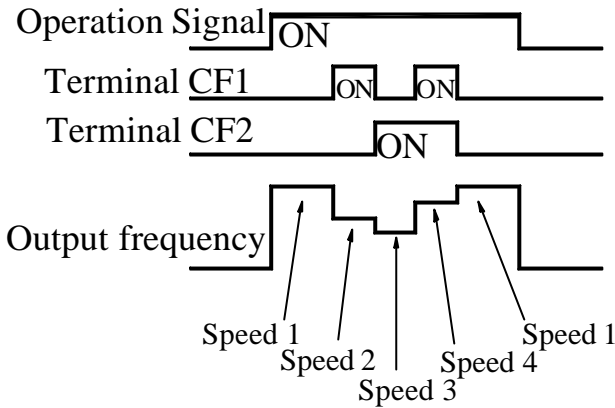 Operation Signal
ON
Terminal CF1
ON
ON
Terminal CF2
ON
Output frequency
Speed 1
Speed 2
Speed 3
Speed 4
Speed 1